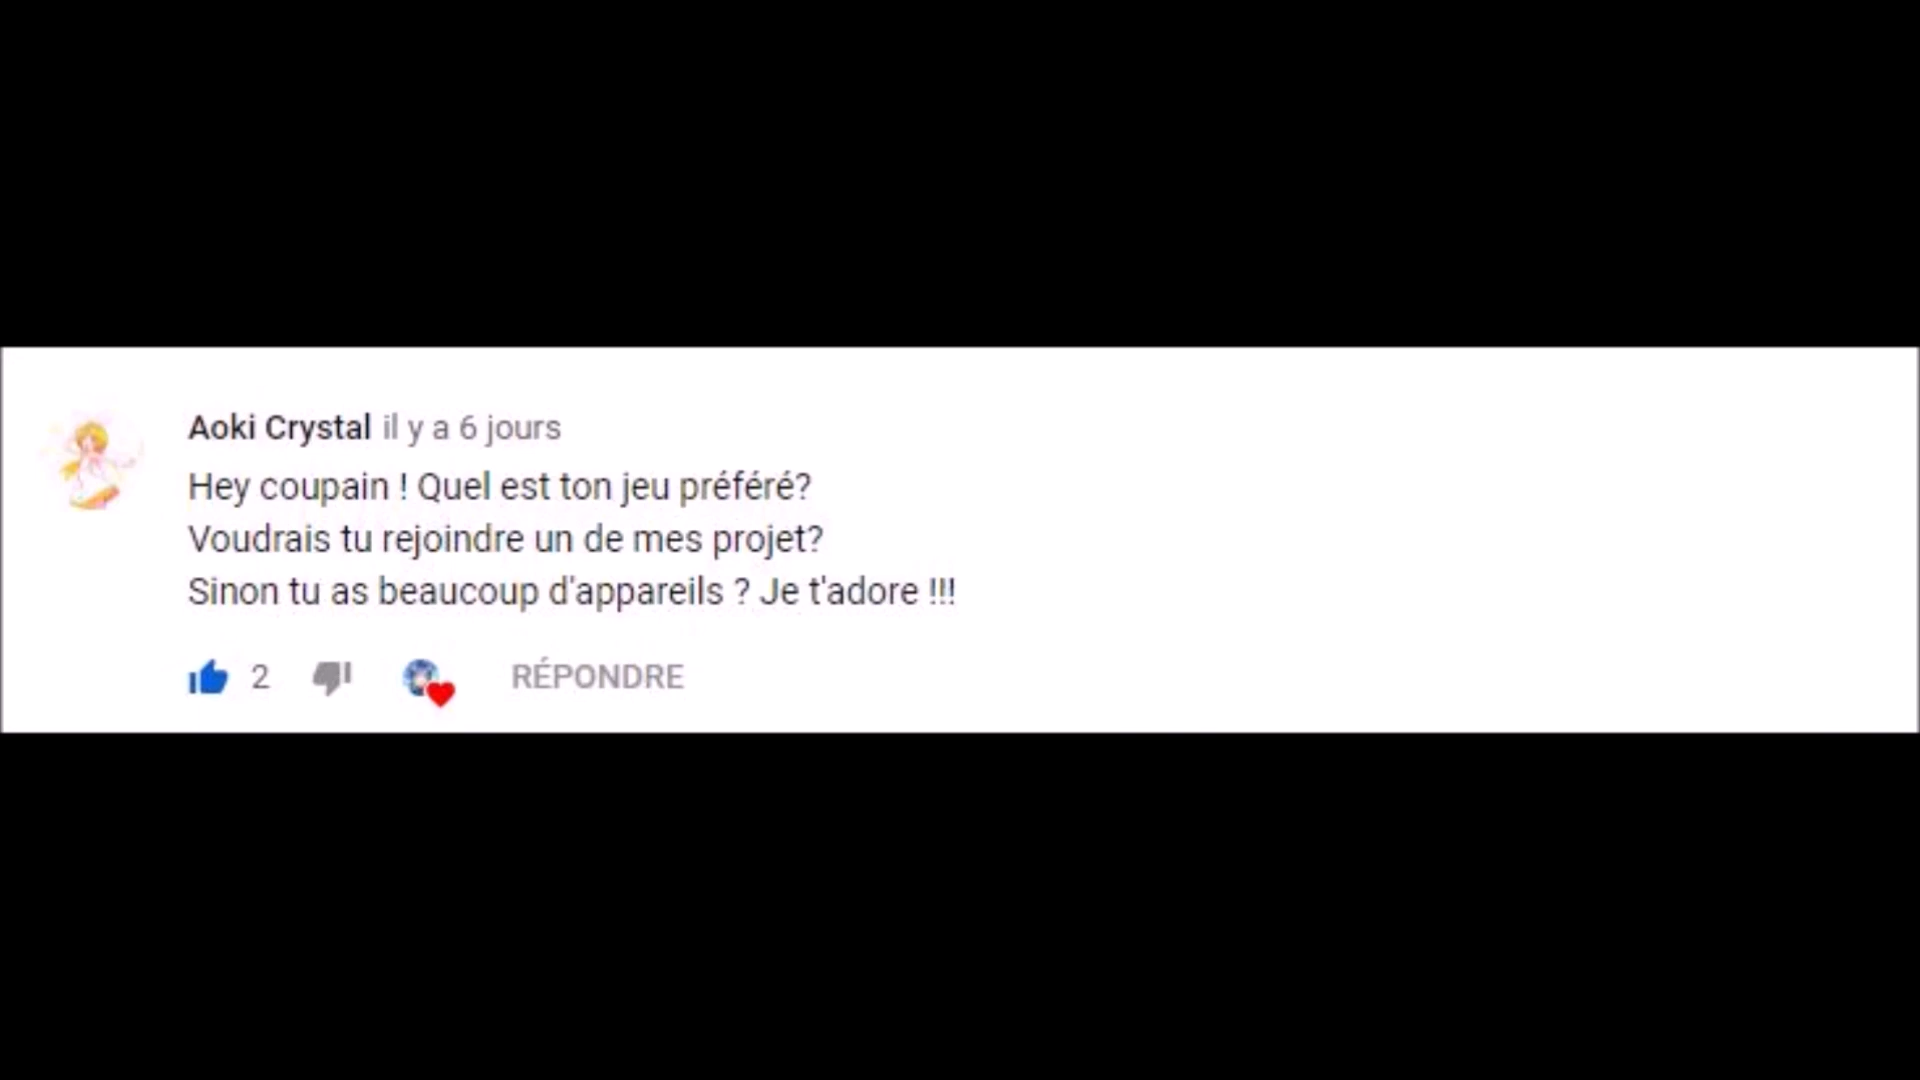 Aoki Crystal il y a 6 jours
Hey coupain ! Quel est ton jeu préféré?
Voudrais tu rejoindre un de mes projet?
Sinon tu as beaucoup d'appareils ? Je t'adore !!!
2 RÉPONDRE